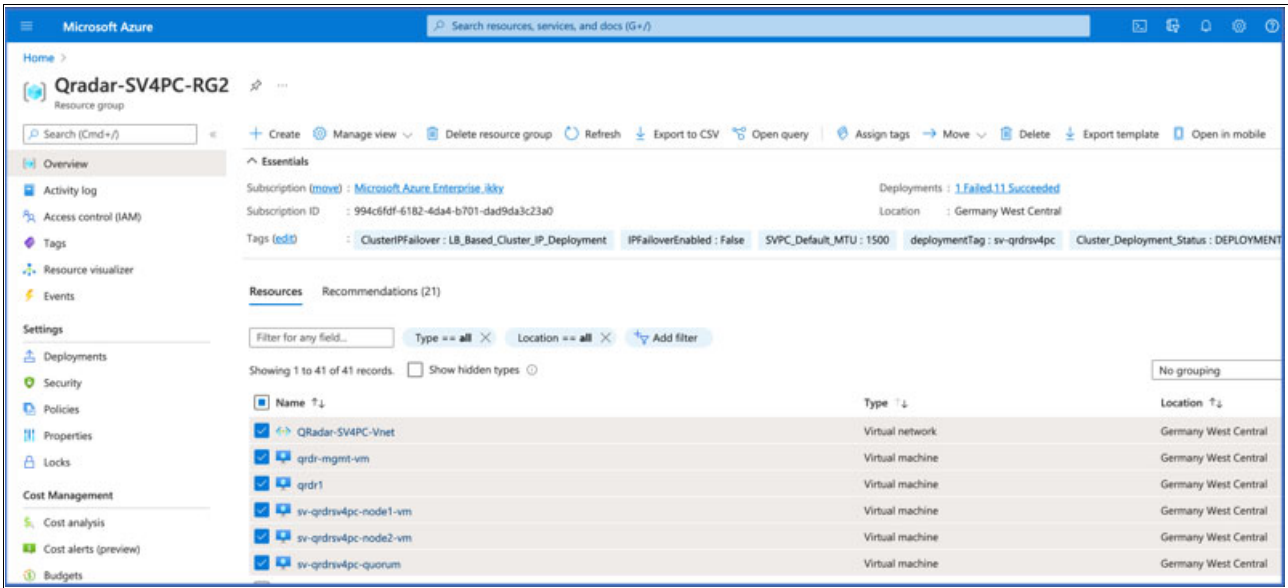 Microsoft Azure
Search resources, services, and docs (G+/)
Home >
Qradar-SV4PC-RG2
Resource group
Search (Cmd+/)
Overview
Activity log
Access control (IAM)
Tags
Resource visualizer
Events
Settings
Deployments
Security
Policies
Properties
Locks
Cost Management
Cost analysis
Cost alerts (preview)
Budgets
Create Manage view Delete resource group Refresh Export to CSV Open query Assign tags Move Delete Export template Open in mobile
Essentials
Subscription (move) : Microsoft Azure Enterprise_ikky Deployments : 1 Failed,11 Succeeded
Subscription ID : 994c6fdf-6182-4da4-b701-dad9da3c23a0 Location : Germany West Central
Tags (edit) : ClusterIPFailover : LB_Based_Cluster_IP_Deployment IPFailoverEnabled : False SVPC_Default_MTU : 1500 deploymentTag : sv-qrdrsv4pc Cluster_Deployment_Status : DEPLOYMENT
Resources Recommendations (21)
Filter for any field... Type == all Location == all Add filter
Showing 1 to 41 of 41 records. Show hidden types No grouping
Name Type Location
QRadar-SV4PC-Vnet Virtual network Germany West Central
qrdr-mgmt-vm Virtual machine Germany West Central
qrdr1 Virtual machine Germany West Central
sv-qrdrsv4pc-node1-vm Virtual machine Germany West Central
sv-qrdrsv4pc-node2-vm Virtual machine Germany West Central
sv-qrdrsv4pc-quorum Virtual machine Germany West Central